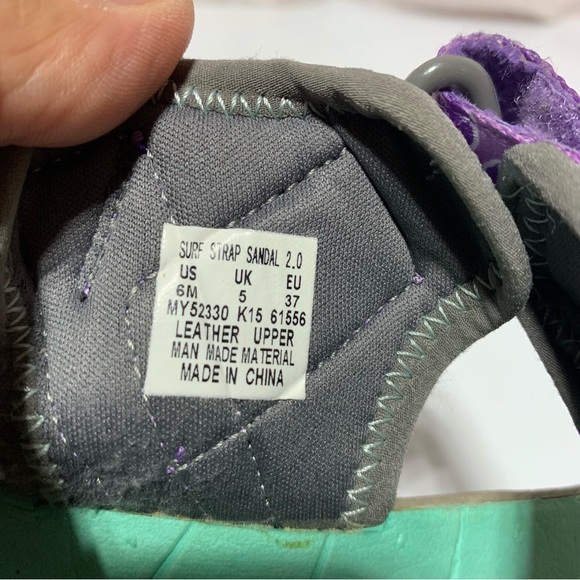 SURF STRAP SANDAL 2.0
US UK EU
6M 5 37
MY52330 K15 61556
LEATHER UPPER
MAN MADE MATERIAL
MADE IN CHINA